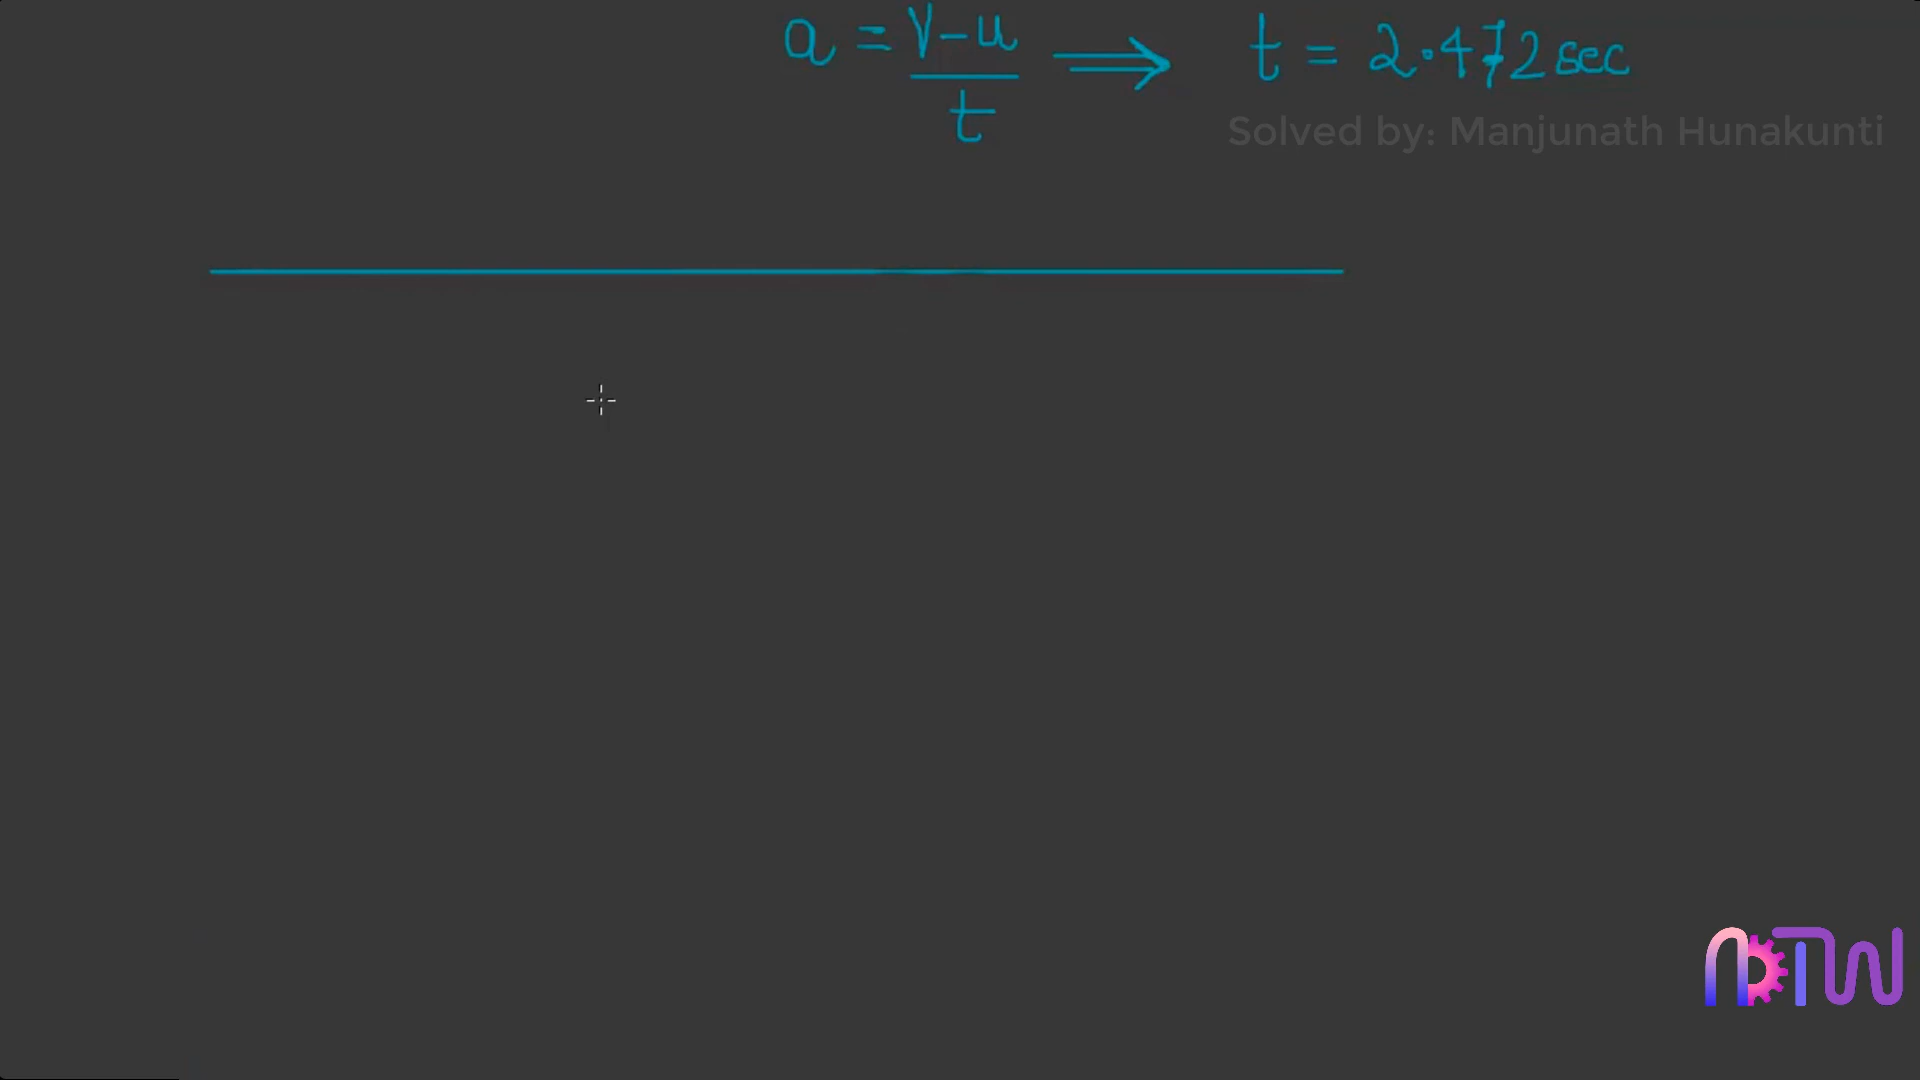 a = v-u / t ⟹ t = 2.472 sec
Solved by: Manjunath Hunakunti